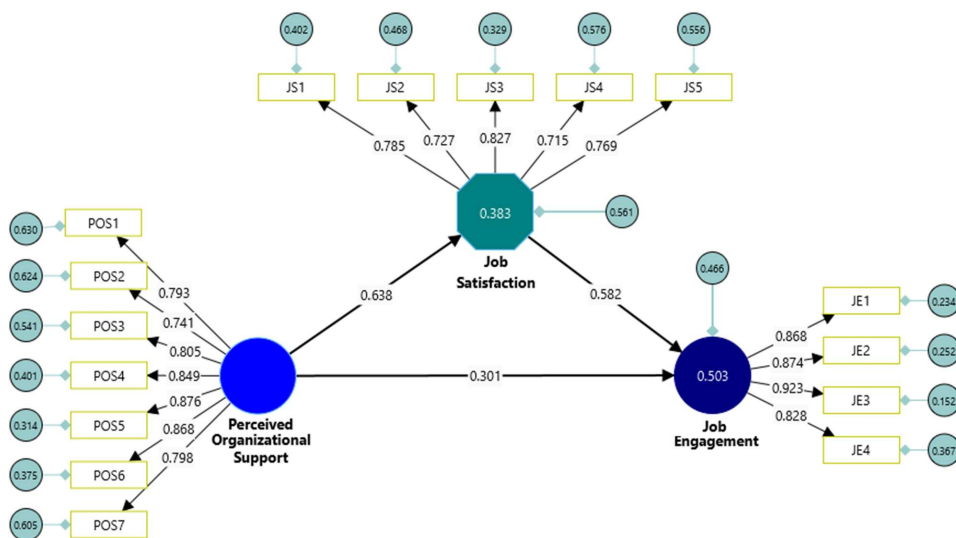 0.402
0.468
0.329
0.576
0.556
JS1
JS2
JS3
JS4
JS5
0.785
0.727
0.827
0.715
0.769
0.383
0.561
Job
Satisfaction
0.630
POS1
0.624
POS2
0.541
POS3
0.401
POS4
0.314
POS5
0.375
POS6
0.605
POS7
0.793
0.741
0.805
0.849
0.876
0.868
0.798
Perceived
Organizational
Support
0.638
0.582
0.301
0.466
0.503
Job
Engagement
0.868
0.874
0.923
0.828
JE1
0.234
JE2
0.252
JE3
0.152
JE4
0.367